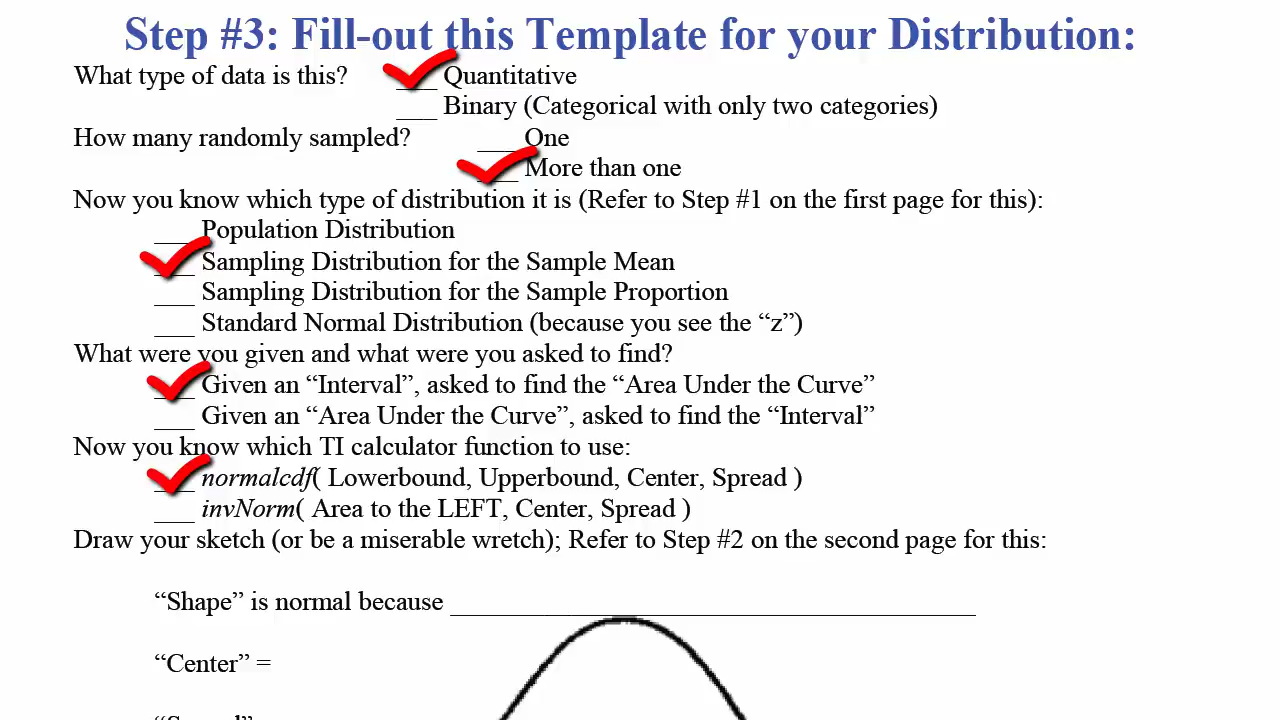 Step #3: Fill-out this Template for your Distribution:
What type of data is this? ___ Quantitative
___ Binary (Categorical with only two categories)
How many randomly sampled? ___ One
___ More than one
Now you know which type of distribution it is (Refer to Step #1 on the first page for this):
___ Population Distribution
___ Sampling Distribution for the Sample Mean
___ Sampling Distribution for the Sample Proportion
___ Standard Normal Distribution (because you see the “z”)
What were you given and what were you asked to find?
___ Given an “Interval”, asked to find the “Area Under the Curve”
___ Given an “Area Under the Curve”, asked to find the “Interval”
Now you know which TI calculator function to use:
___ normalcdf( Lowerbound, Upperbound, Center, Spread )
___ invNorm( Area to the LEFT, Center, Spread )
Draw your sketch (or be a miserable wretch); Refer to Step #2 on the second page for this:
“Shape” is normal because _______________________________________
“Center” =